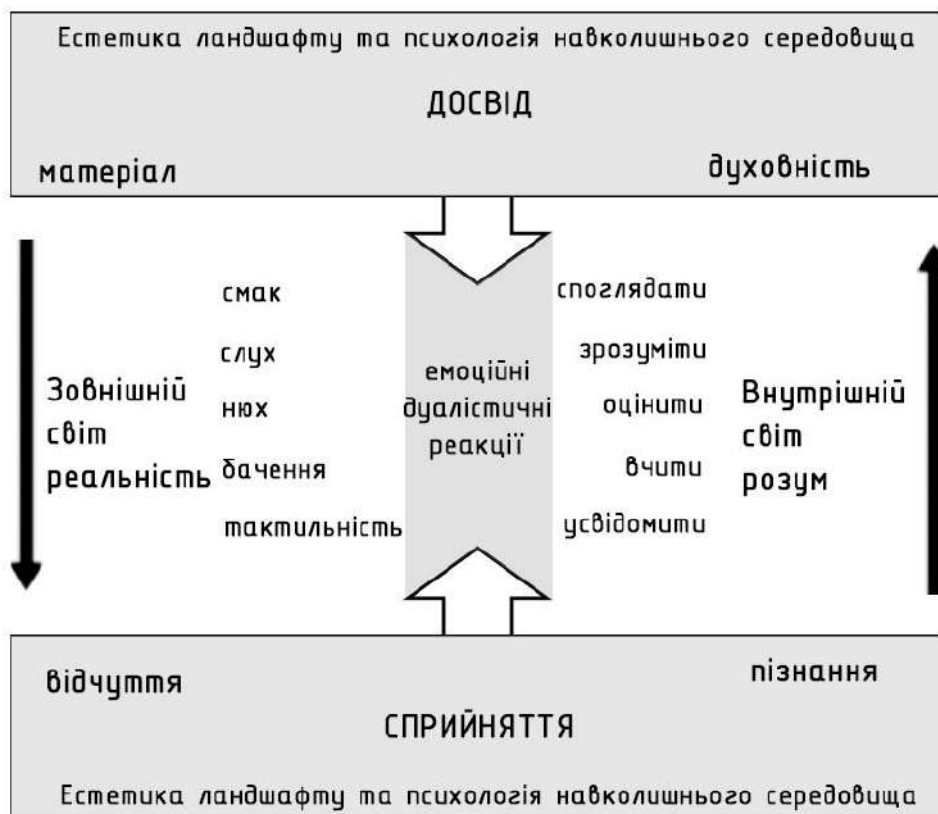 Естетика ландшафту та психологія навколишнього середовища
ДОСВІД
матеріал
духовність
смак
слух
нюх
бачення
тактильність
Зовнішній
світ
реальність
емоційні
дуалістичні
реакції
споглядати
зрозуміти
оцінити
вчити
усвідомити
Внутрішній
світ
розум
відчуття
пізнання
СПРИЙНЯТТЯ
Естетика ландшафту та психологія навколишнього середовища